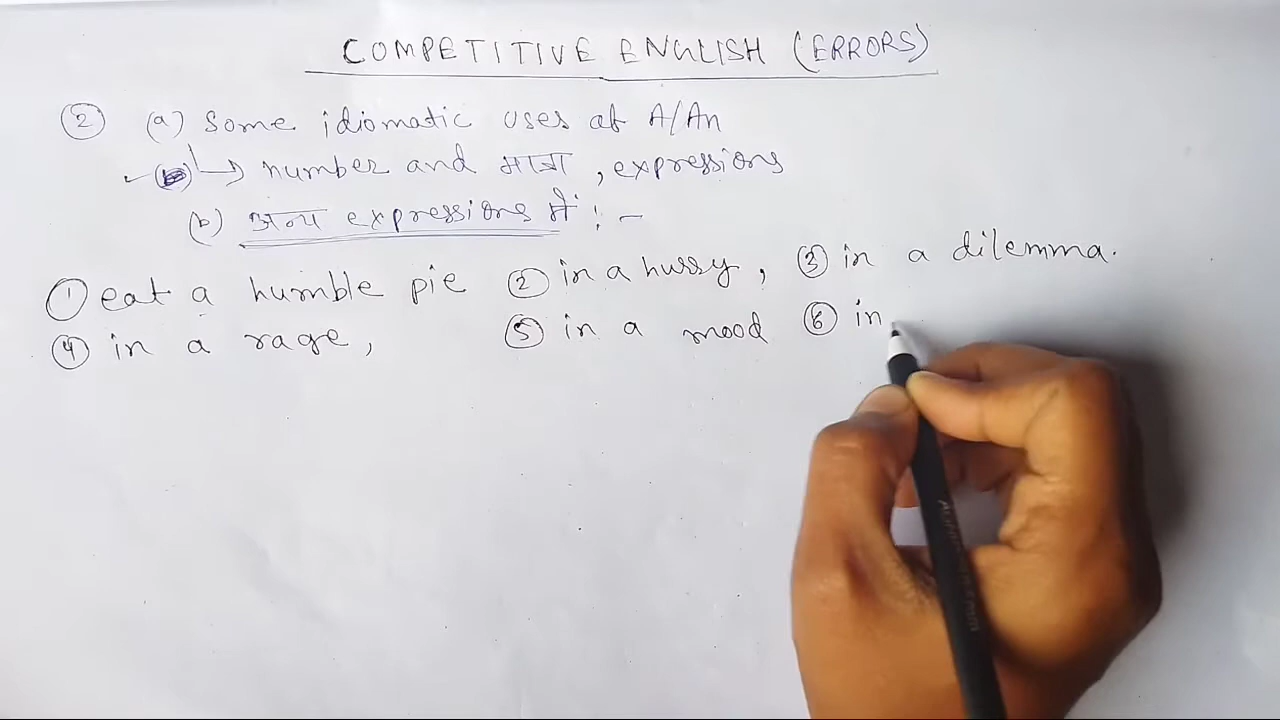 COMPETITIVE ENGLISH (ERRORS)
② (a) Some idiomatic uses of A/An
↳ number and मात्रा, expressions
(b) अन्य expressions में :-
① eat a humble pie ② in a hurry, ③ in a dilemma.
④ in a rage, ⑤ in a mood ⑥ in